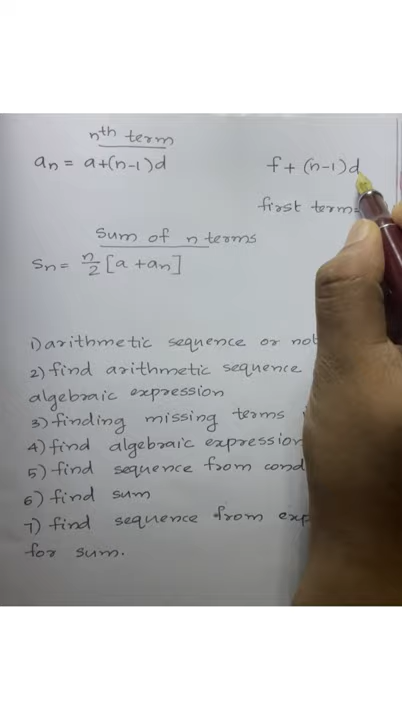 nth term
an = a+(n-1)d
f + (n-1)d
first term=
Sum of n terms
Sn = n/2 [a +an]
1) arithmetic sequence or not
2) find arithmetic sequence
algebraic expression
3) finding missing terms
4) find algebraic expression
5) find sequence from
6) find sum
7) find sequence from
for sum.